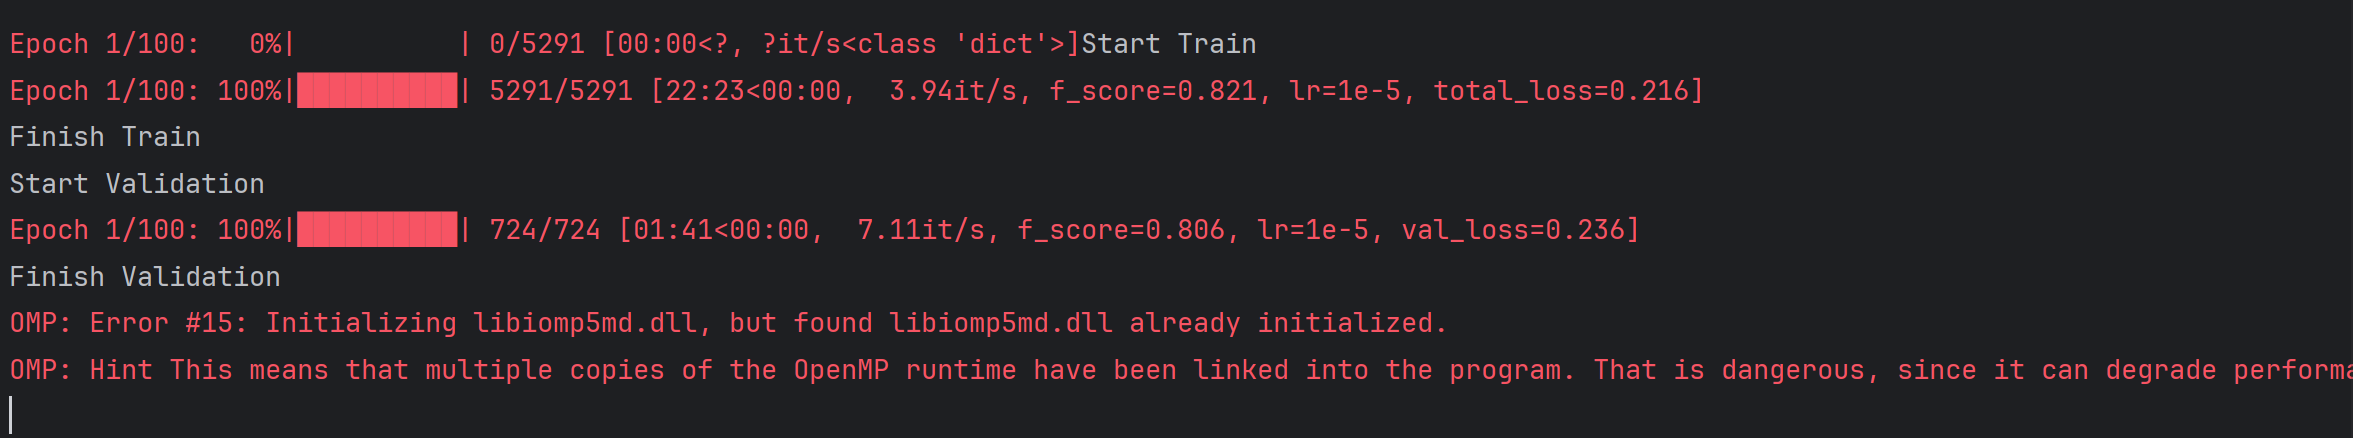 Epoch 1/100:   0%|          | 0/5291 [00:00<?, ?it/s<class 'dict'>]Start Train
Epoch 1/100: 100%|██████████| 5291/5291 [22:23<00:00,  3.94it/s, f_score=0.821, lr=1e-5, total_loss=0.216]
Finish Train
Start Validation
Epoch 1/100: 100%|██████████| 724/724 [01:41<00:00,  7.11it/s, f_score=0.806, lr=1e-5, val_loss=0.236]
Finish Validation
OMP: Error #15: Initializing libiomp5md.dll, but found libiomp5md.dll already initialized.
OMP: Hint This means that multiple copies of the OpenMP runtime have been linked into the program. That is dangerous, since it can degrade